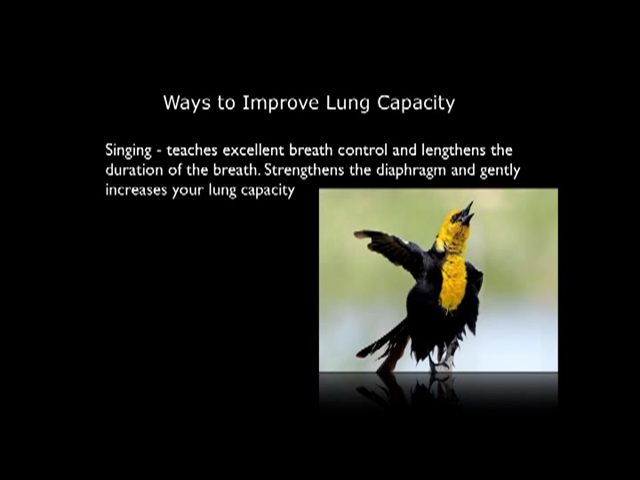 Ways to Improve Lung Capacity
Singing - teaches excellent breath control and lengthens the
duration of the breath. Strengthens the diaphragm and gently
increases your lung capacity